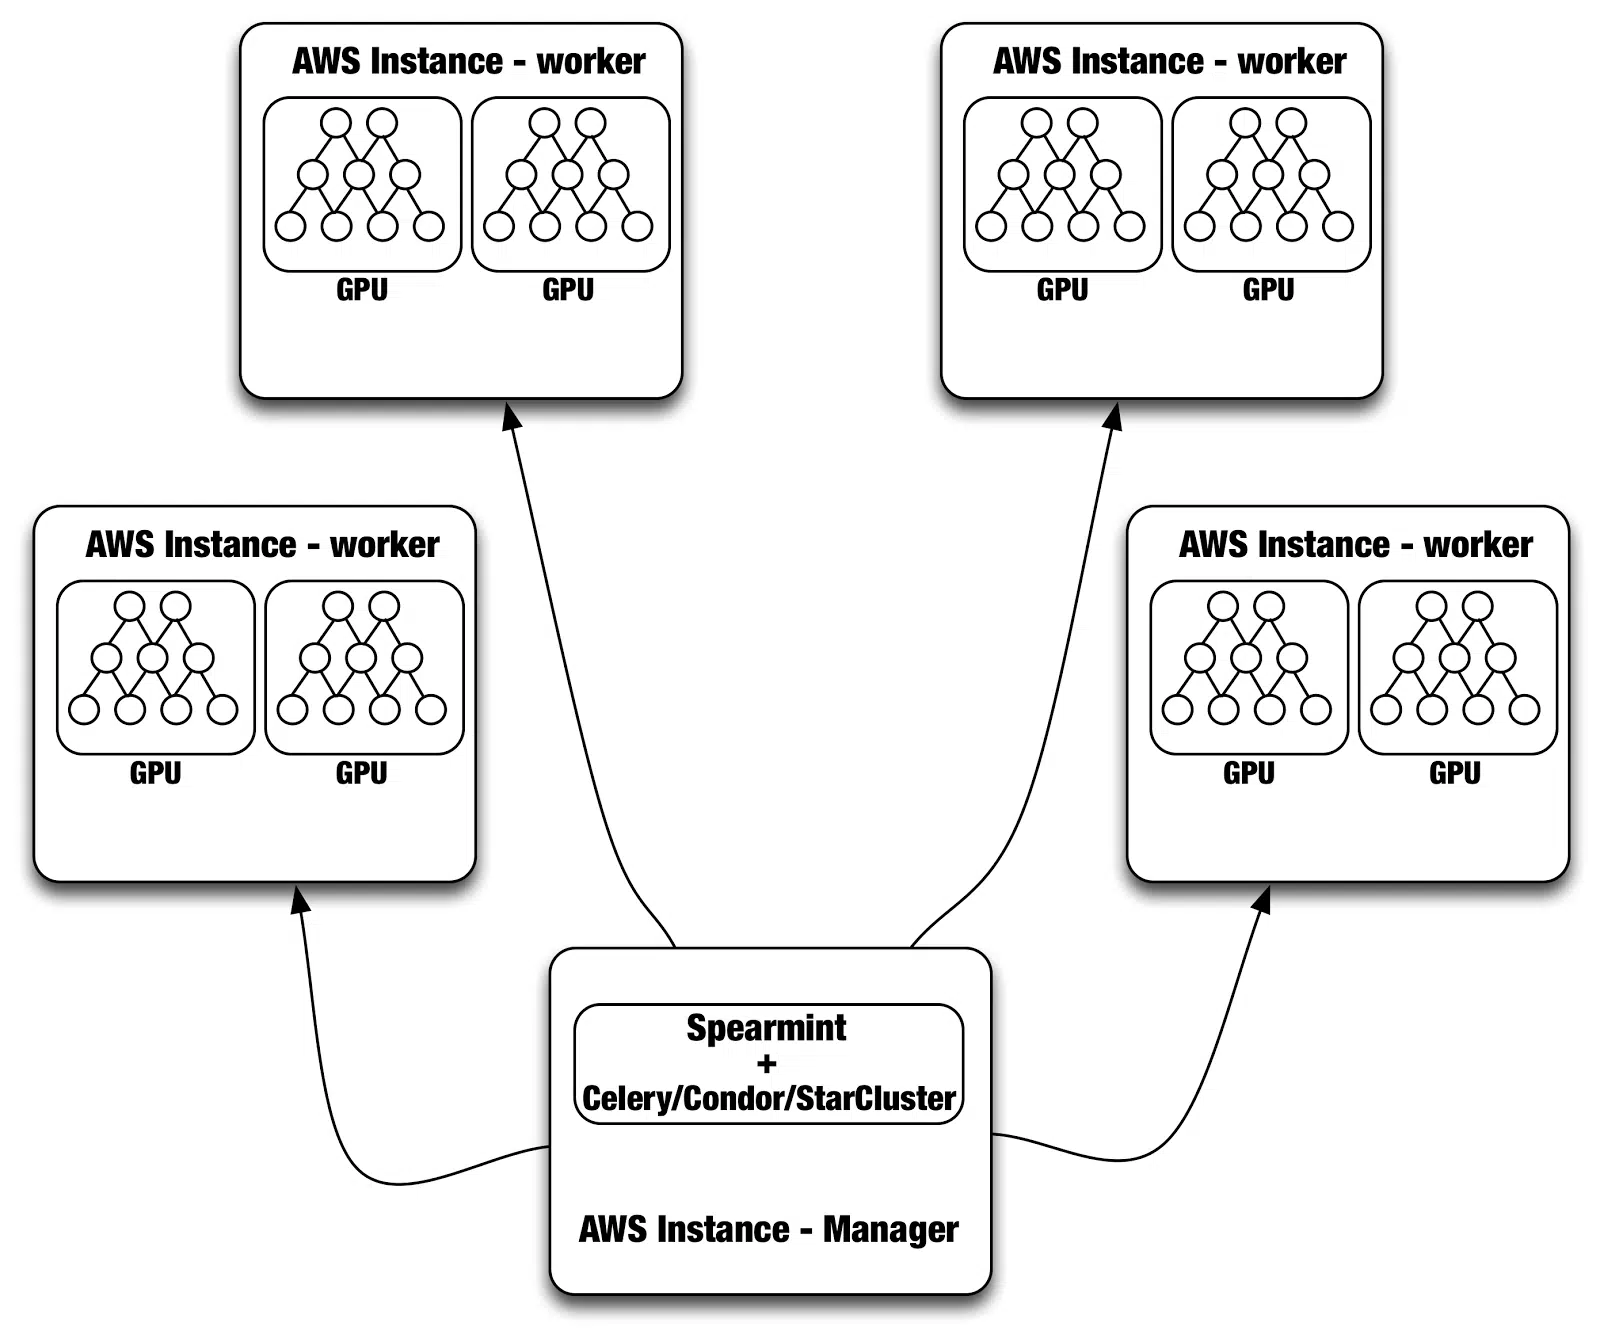 AWS Instance - worker
GPU GPU
AWS Instance - worker
GPU GPU
AWS Instance - worker
GPU GPU
AWS Instance - worker
GPU GPU
Spearmint
+
Celery/Condor/StarCluster
AWS Instance - Manager